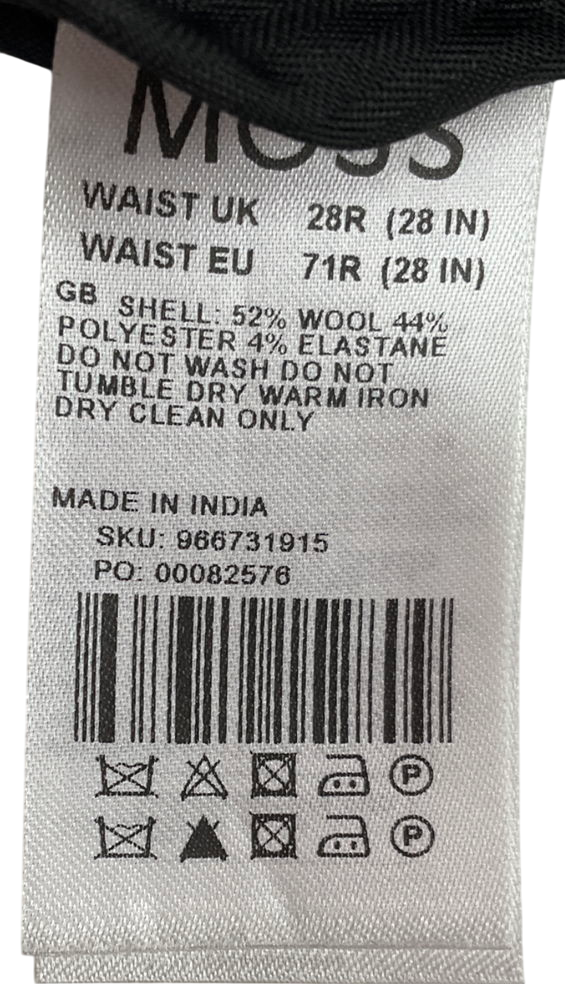 MOSS
WAIST UK 28R (28 IN)
WAIST EU 71R (28 IN)
GB SHELL: 52% WOOL 44%
POLYESTER 4% ELASTANE
DO NOT WASH DO NOT
TUMBLE DRY WARM IRON
DRY CLEAN ONLY
MADE IN INDIA
SKU: 966731915
PO: 00082576
P
P